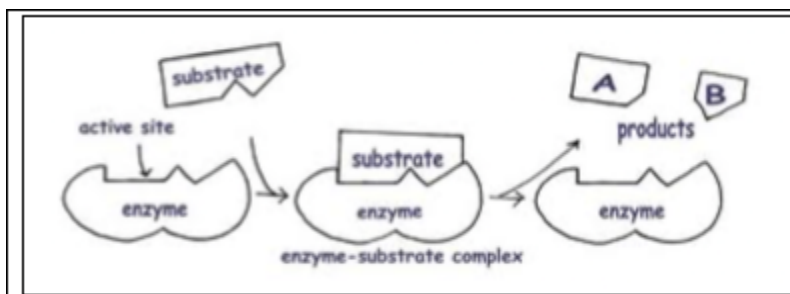 substrate
active site
enzyme
substrate
enzyme
enzyme-substrate complex
A
B
products
enzyme